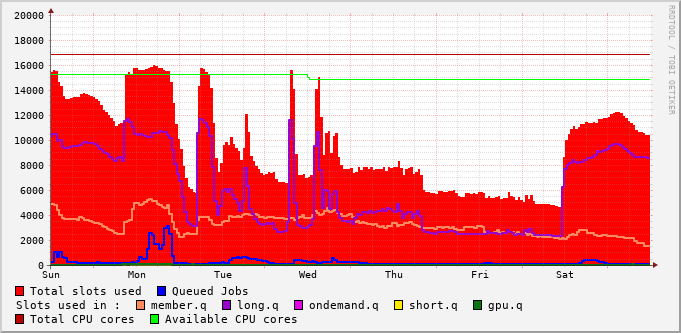 RRDTOOL / TOBI OETIKER
20000
18000
16000
14000
12000
10000
8000
6000
4000
2000
0
Sun Mon Tue Wed Thu Fri Sat
Total slots used Queued Jobs
Slots used in : member.q long.q ondemand.q short.q gpu.q
Total CPU cores Available CPU cores